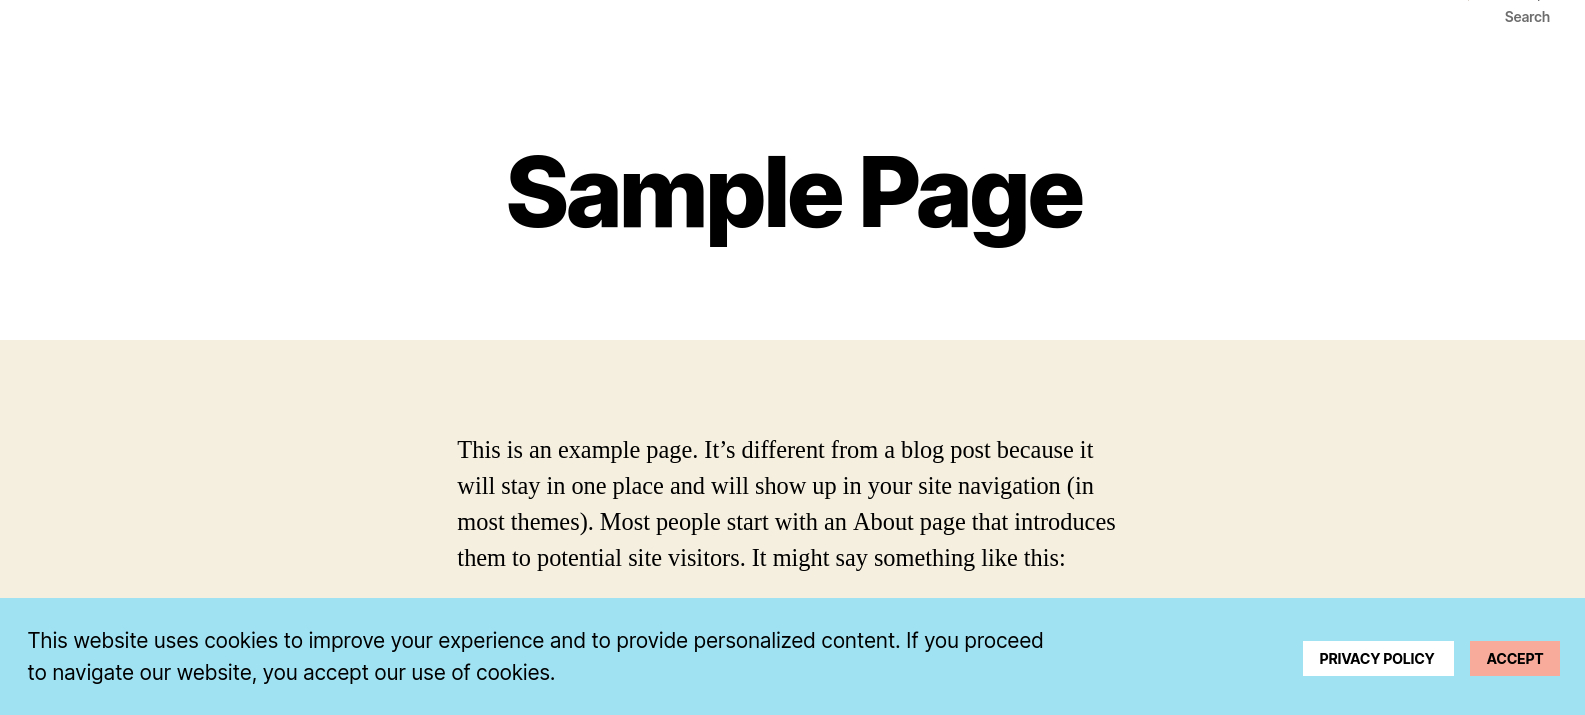 Search
Sample Page
This is an example page. It’s different from a blog post because it
will stay in one place and will show up in your site navigation (in
most themes). Most people start with an About page that introduces
them to potential site visitors. It might say something like this:
This website uses cookies to improve your experience and to provide personalized content. If you proceed
to navigate our website, you accept our use of cookies.
PRIVACY POLICY
ACCEPT